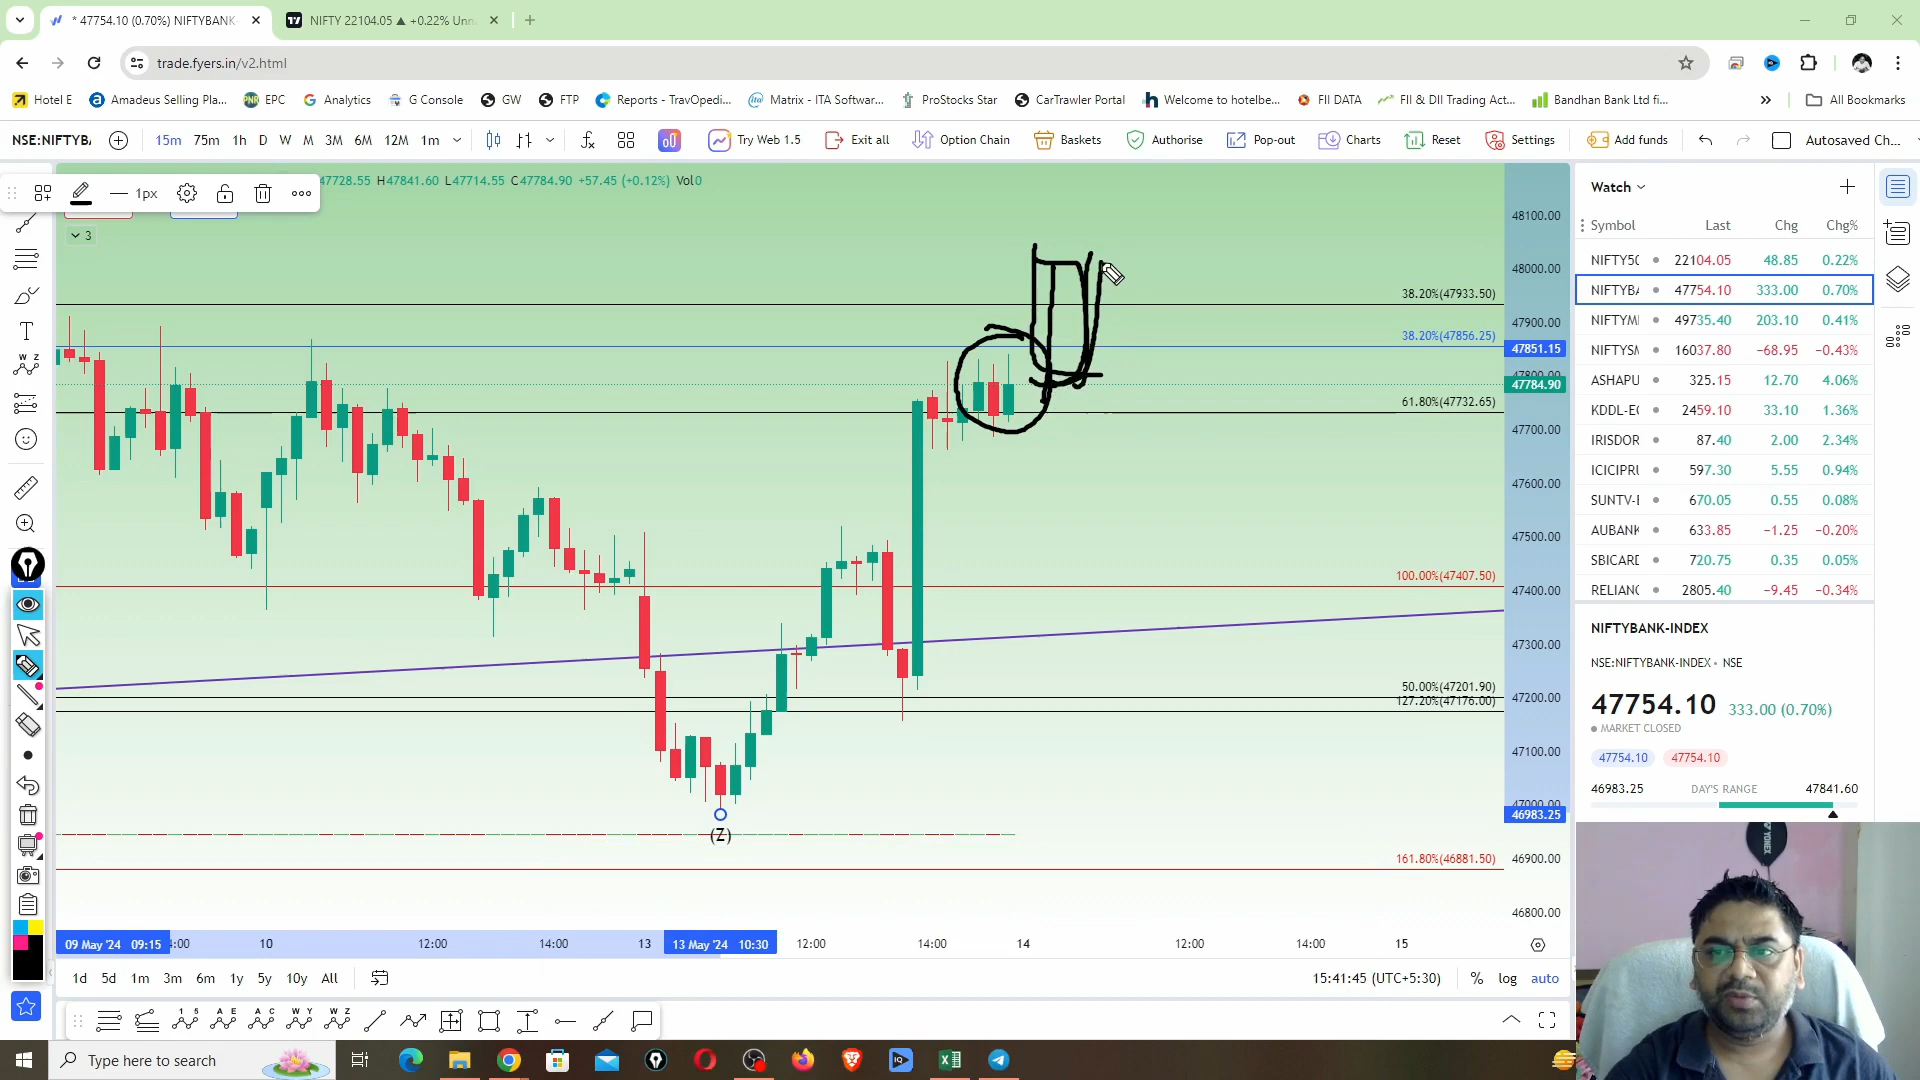 * 47754.10 (0.70%) NIFTYBANK-
NIFTY 22104.05 ▲ +0.22% Unn
trade.fyers.in/v2.html
Hotel E Amadeus Selling Pla... EPC Analytics G Console GW FTP Reports - TravOpedi... Matrix - ITA Softwar... ProStocks Star CarTrawler Portal Welcome to hotelbe... FII DATA FII & DII Trading Act... Bandhan Bank Ltd fi... » All Bookmarks
NSE:NIFTYB 15m 75m 1h D W M 3M 6M 12M 1m Try Web 1.5 Exit all Option Chain Baskets Authorise Pop-out Charts Reset Settings Add funds Autosaved Ch...
1px
47728.55 H47841.60 L47714.55 C47784.90 +57.45 (+0.12%) Vol0
3
48100.00
48000.00
38.20%(47933.50)
47900.00
38.20%(47856.25)
47851.15
47784.90
61.80%(47732.65)
47700.00
47600.00
47500.00
100.00%(47407.50)
47400.00
47300.00
50.00%(47201.90)
47200.00
127.20%(47176.00)
47100.00
46983.25
(Z)
161.80%(46881.50)
46900.00
46800.00
09 May '24 09:15 4:00 10 12:00 14:00 13 13 May '24 10:30 12:00 14:00 14 12:00 14:00 15
1d 5d 1m 3m 6m 1y 5y 10y All
15:41:45 (UTC+5:30) % log auto
Watch
Symbol Last Chg Chg%
NIFTY50 22104.05 48.85 0.22%
NIFTYBA 47754.10 333.00 0.70%
NIFTYMI 49735.40 203.10 0.41%
NIFTYSM 16037.80 −68.95 −0.43%
ASHAPU 325.15 12.70 4.06%
KDDL-EQ 2459.10 33.10 1.36%
IRISDOR 87.40 2.00 2.34%
ICICIPRU 597.30 5.55 0.94%
SUNTV-E 670.05 0.55 0.08%
AUBANK 633.85 −1.25 −0.20%
SBICARD 720.75 0.35 0.05%
RELIANC 2805.40 −9.45 −0.34%
NIFTYBANK-INDEX
NSE:NIFTYBANK-INDEX • NSE
47754.10 333.00 (0.70%)
MARKET CLOSED
47754.10 47754.10
46983.25 DAY'S RANGE 47841.60
YONEX
Type here to search